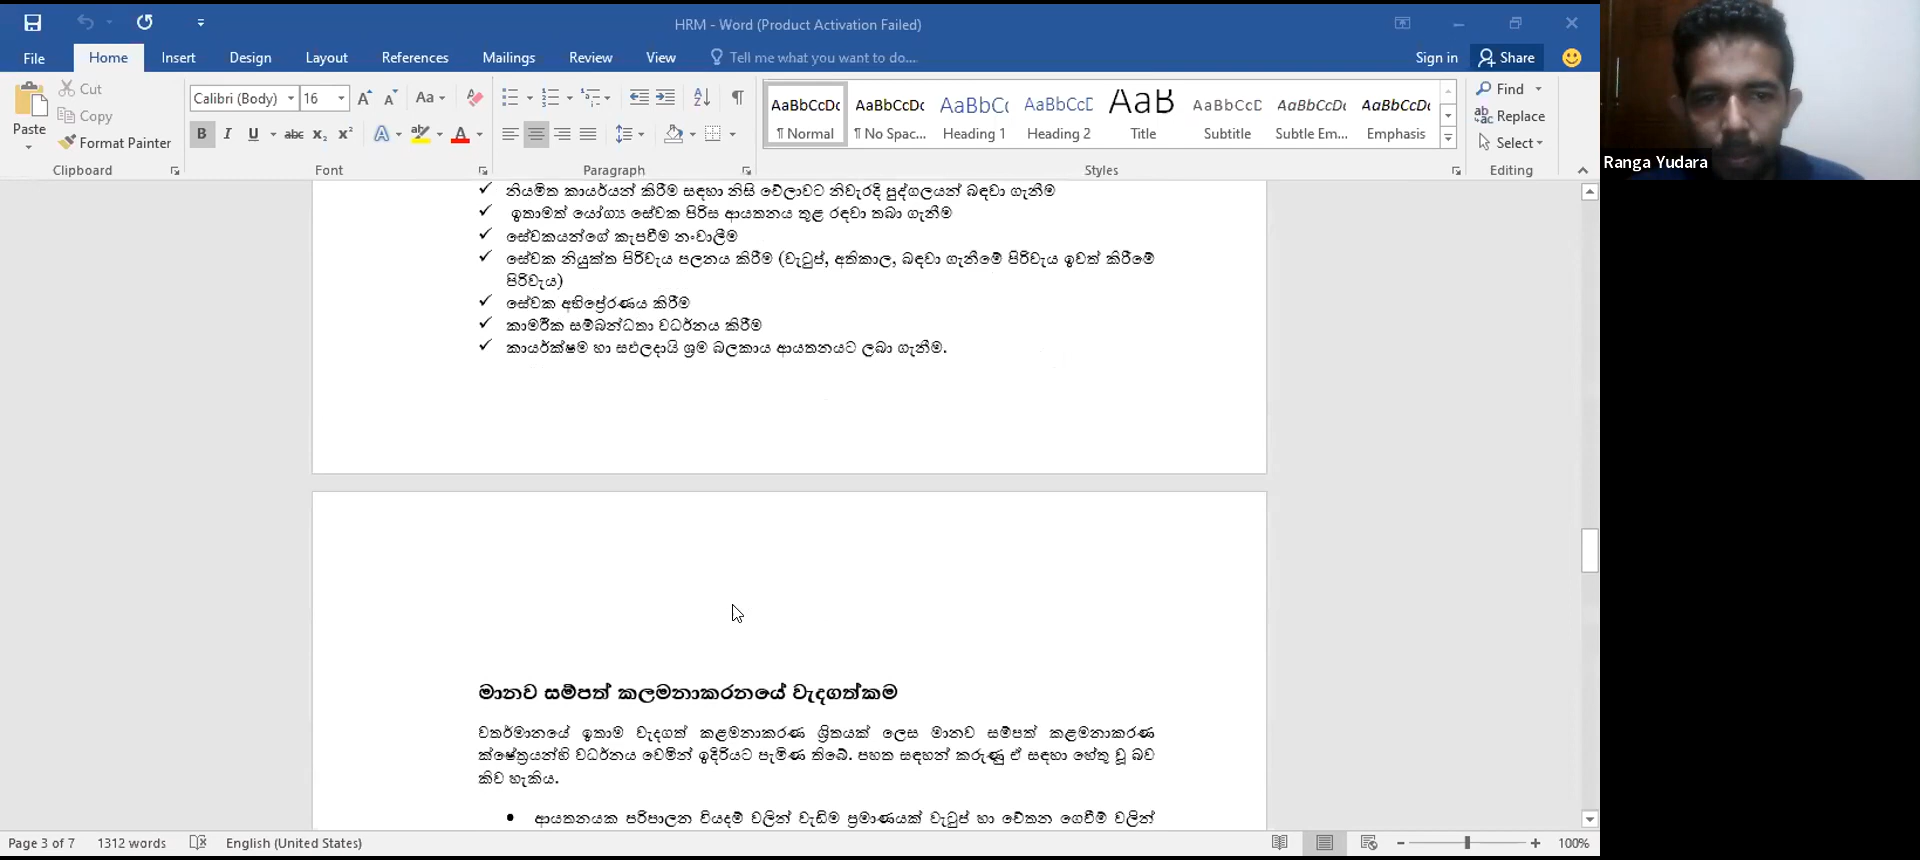 HRM - Word (Product Activation Failed)
File Home Insert Design Layout References Mailings Review View Tell me what you want to do.... Sign in Share
Paste
Cut
Copy
Format Painter
Clipboard
Calibri (Body) 16
Font
Paragraph
AaBbCcDc AaBbCcDc AaBbC AaBbCcD AaB AaBbCcD AaBbCcDc AaBbCcDc
¶ Normal ¶ No Spac... Heading 1 Heading 2 Title Subtitle Subtle Em... Emphasis
Styles
Find
Replace
Select
Editing
Ranga Yudara
නියමිත කාර්යයන් කිරීම සඳහා නිසි වේලාවට නිවැරදි පුද්ගලයන් බඳවා ගැනීම
ඉතාමත් යෝග්‍ය සේවක පිරිස ආයතනය තුළ රඳවා තබා ගැනීම
සේවකයන්ගේ කැපවීම නංවාලීම
සේවක නියුක්ත පිරිවැය පලනය කිරීම (වැටුප්, අතිකාල, බඳවා ගැනීමේ පිරිවැය ඉවත් කිරීමේ
පිරිවැය)
සේවක අභිප්‍රේරණය කිරීම
කාර්මික සම්බන්ධතා වර්ධනය කිරීම
කාර්යක්ෂම හා සඵලදායි ශ්‍රම බලකාය ආයතනයට ලබා ගැනීම.
මානව සම්පත් කලමනාකරනයේ වැදගත්කම
වර්තමානයේ ඉතාම වැදගත් කළමනාකරණ ශ්‍රිතයක් ලෙස මානව සම්පත් කළමනාකරණ
ක්ෂේත්‍රයන්හි වර්ධනය වෙමින් ඉදිරියට පැමිණ තිබේ. පහත සඳහන් කරුණු ඒ සඳහා හේතු වූ බව
කිව හැකිය.
ආයතනයක පරිපාලන වියදම් වලින් වැඩිම ප්‍රමාණයක් වැටුප් හා වේතන ගෙවීම් වලින්
Page 3 of 7 1312 words English (United States) 100%